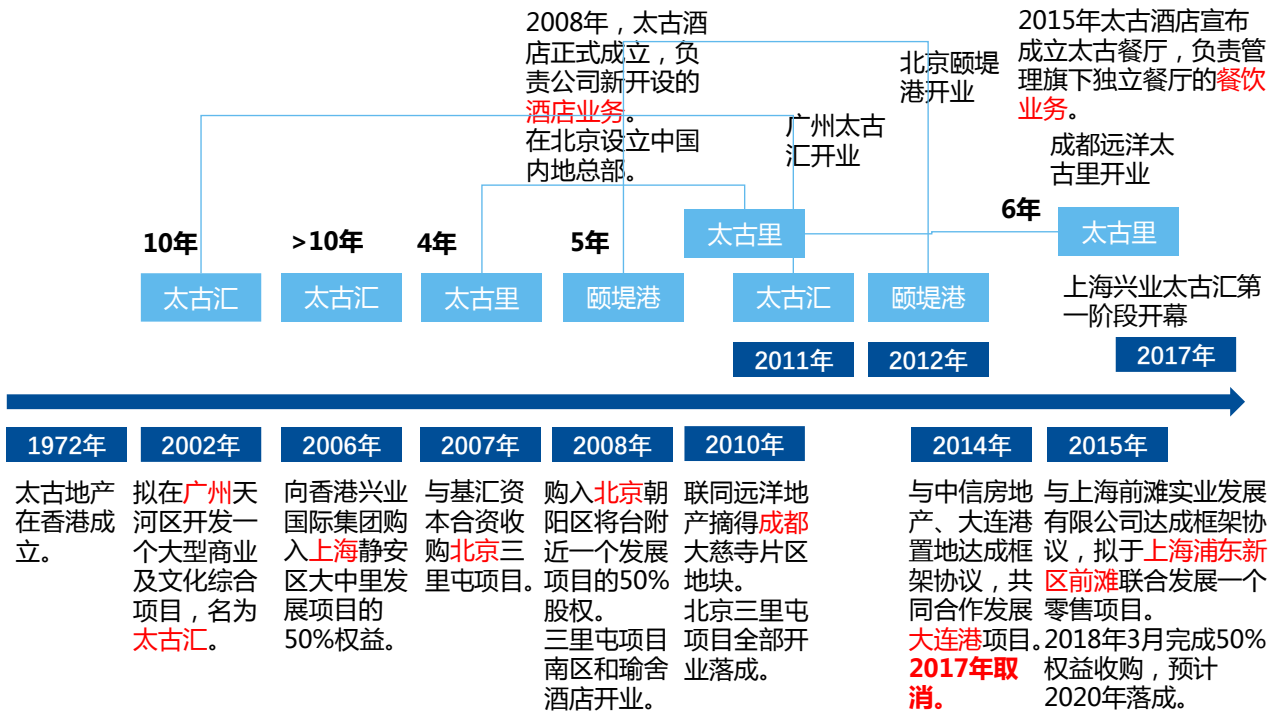 2008年，太古酒
店正式成立，负
责公司新开设的
酒店业务。
在北京设立中国
内地总部。
北京颐堤
港开业
2015年太古酒店宣布
成立太古餐厅，负责管
理旗下独立餐厅的餐饮
业务。
广州太古
汇开业
成都远洋太
古里开业
10年
>10年
4年
5年
6年
太古里
太古里
太古汇
太古汇
太古里
颐堤港
太古汇
颐堤港
上海兴业太古汇第
一阶段开幕
2011年
2012年
2017年
1972年
太古地产
在香港成
立。
2002年
拟在广州天
河区开发一
个大型商业
及文化综合
项目，名为
太古汇。
2006年
向香港兴业
国际集团购
入上海静安
区大中里发
展项目的
50%权益。
2007年
与基汇资
本合资收
购北京三
里屯项目。
2008年
购入北京朝
阳区将台附
近一个发展
项目的50%
股权。
三里屯项目
南区和瑜舍
酒店开业。
2010年
联同远洋地
产摘得成都
大慈寺片区
地块。
北京三里屯
项目全部开
业落成。
2014年
与中信房地
产、大连港
置地达成框
架协议，共
同合作发展
大连港项目。
2017年取
消。
2015年
与上海前滩实业发展
有限公司达成框架协
议，拟于上海浦东新
区前滩联合发展一个
零售项目。
2018年3月完成50%
权益收购，预计
2020年落成。